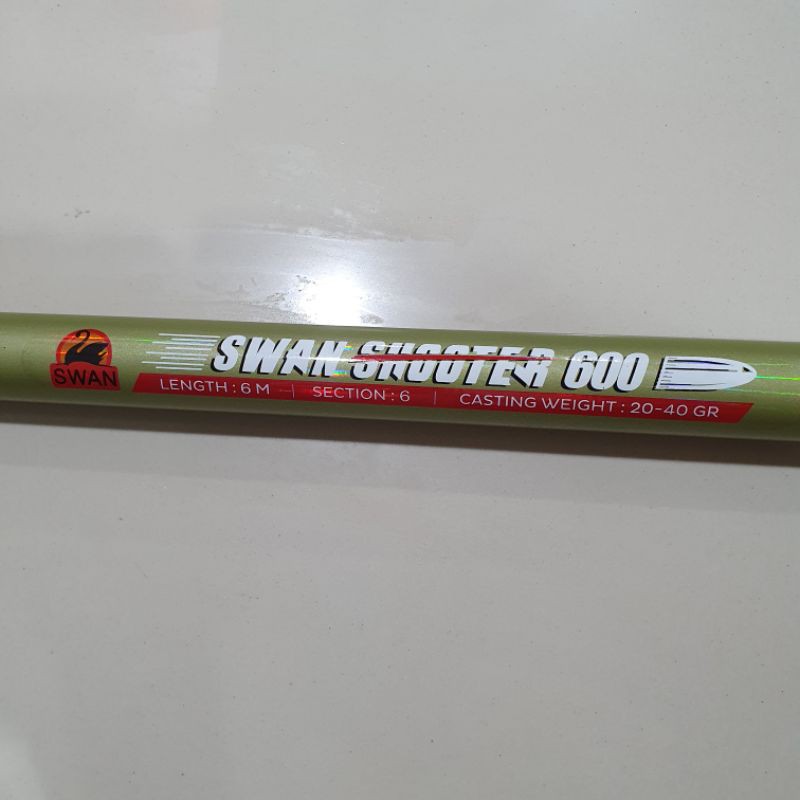 SWAN
SWAN SHOOTER 600
LENGTH : 6 M | SECTION : 6 | CASTING WEIGHT : 20-40 GR